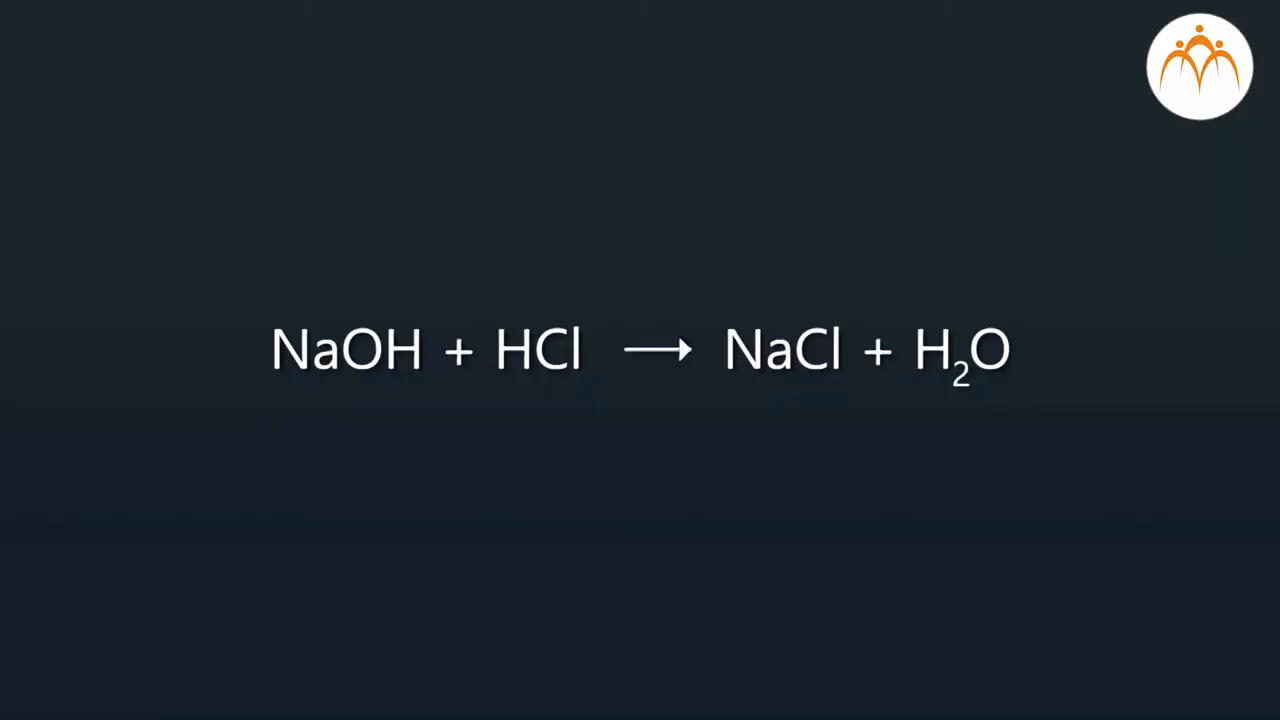 NaOH + HCl ⟶ NaCl + H₂O